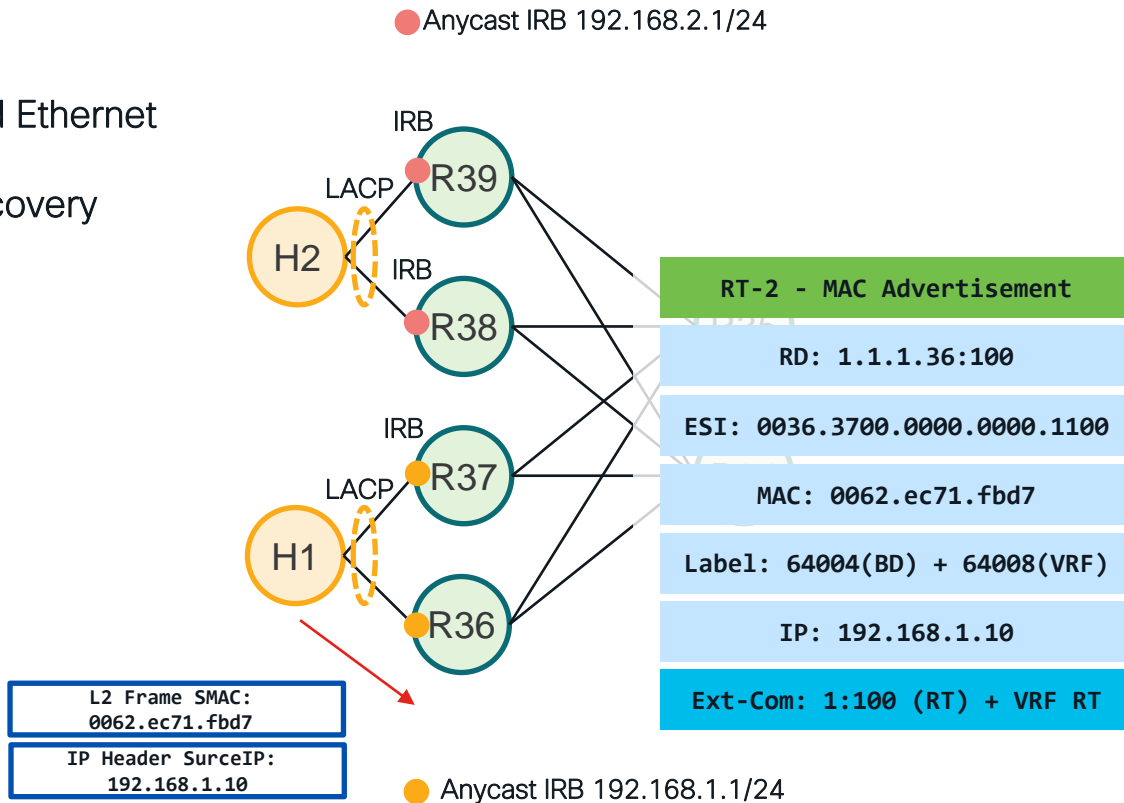 Anycast IRB 192.168.2.1/24
Ethernet
IRB
R39
LACP
H2
IRB
R38
RT-2 - MAC Advertisement
RD: 1.1.1.36:100
ESI: 0036.3700.0000.0000.1100
MAC: 0062.ec71.fbd7
Label: 64004(BD) + 64008(VRF)
IP: 192.168.1.10
Ext-Com: 1:100 (RT) + VRF RT
IRB
R37
LACP
H1
R36
L2 Frame SMAC:
0062.ec71.fbd7
IP Header SurceIP:
192.168.1.10
Anycast IRB 192.168.1.1/24